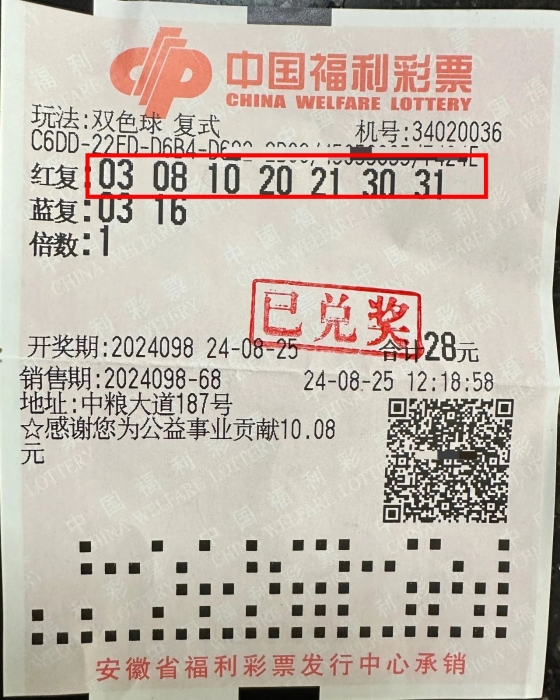 中国福利彩票
CHINA WELFARE LOTTERY
玩法:双色球 复式 机号:34020036
C6DD-22FD-D6B4-
红复:03 08 10 20 21 30 31
蓝复:03 16
倍数:1
已兑奖
开奖期:2024098 24-08-25 合计28元
销售期:2024098-68 24-08-25 12:18:58
地址:中粮大道187号
☆感谢您为公益事业贡献10.08
元
安徽省福利彩票发行中心承销